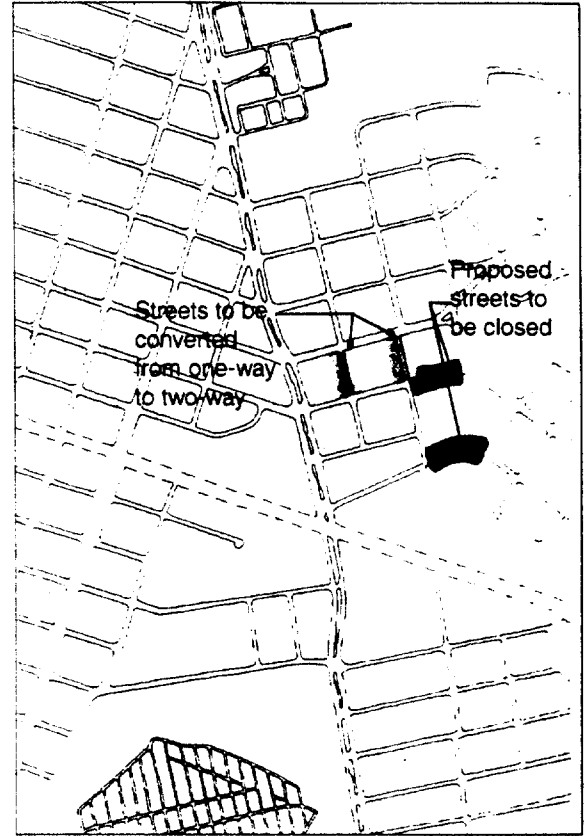 Streets to be
converted
from one-way
to two-way
Proposed
streets to
be closed